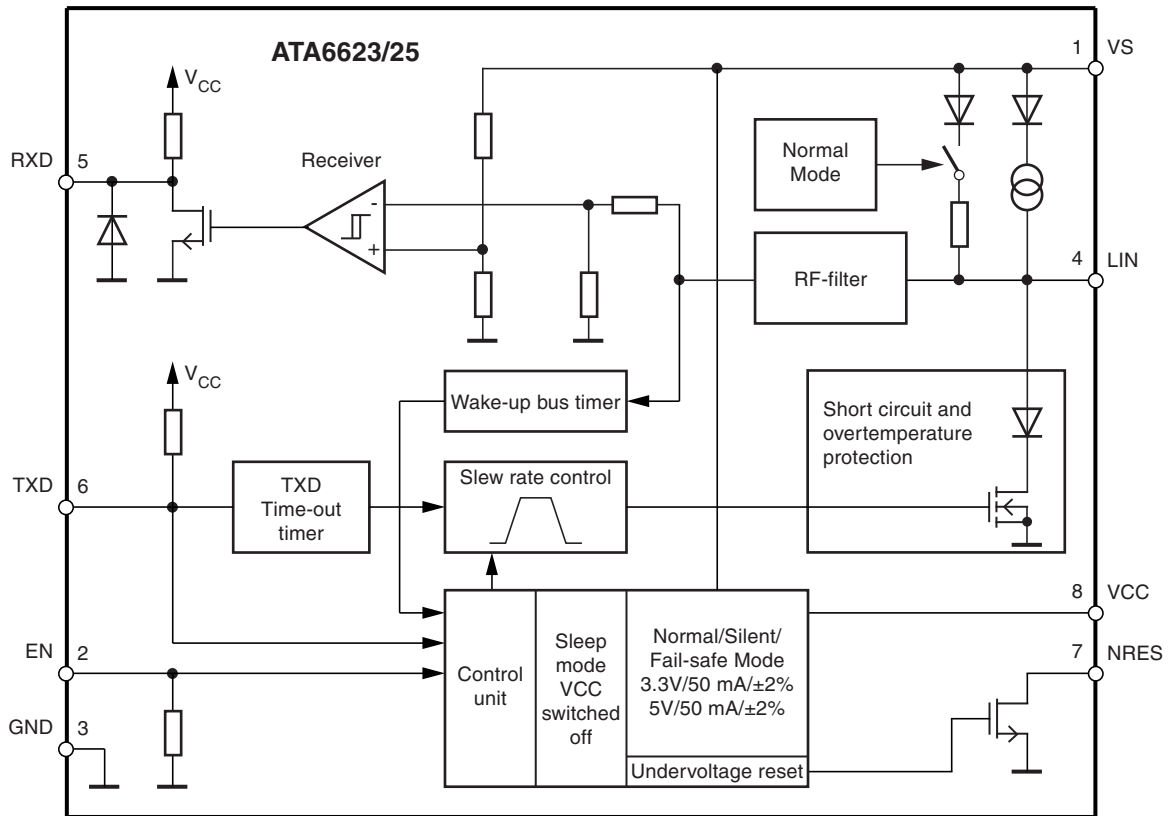 ATA6623/25
1 VS
VCC
RXD 5
Receiver
-
+
Normal
Mode
RF-filter
4 LIN
VCC
Wake-up bus timer
Short circuit and
overtemperature
protection
TXD 6
TXD
Time-out
timer
Slew rate control
8 VCC
EN 2
Control
unit
Sleep
mode
VCC
switched
off
Normal/Silent/
Fail-safe Mode
3.3V/50 mA/±2%
5V/50 mA/±2%
7 NRES
GND 3
Undervoltage reset